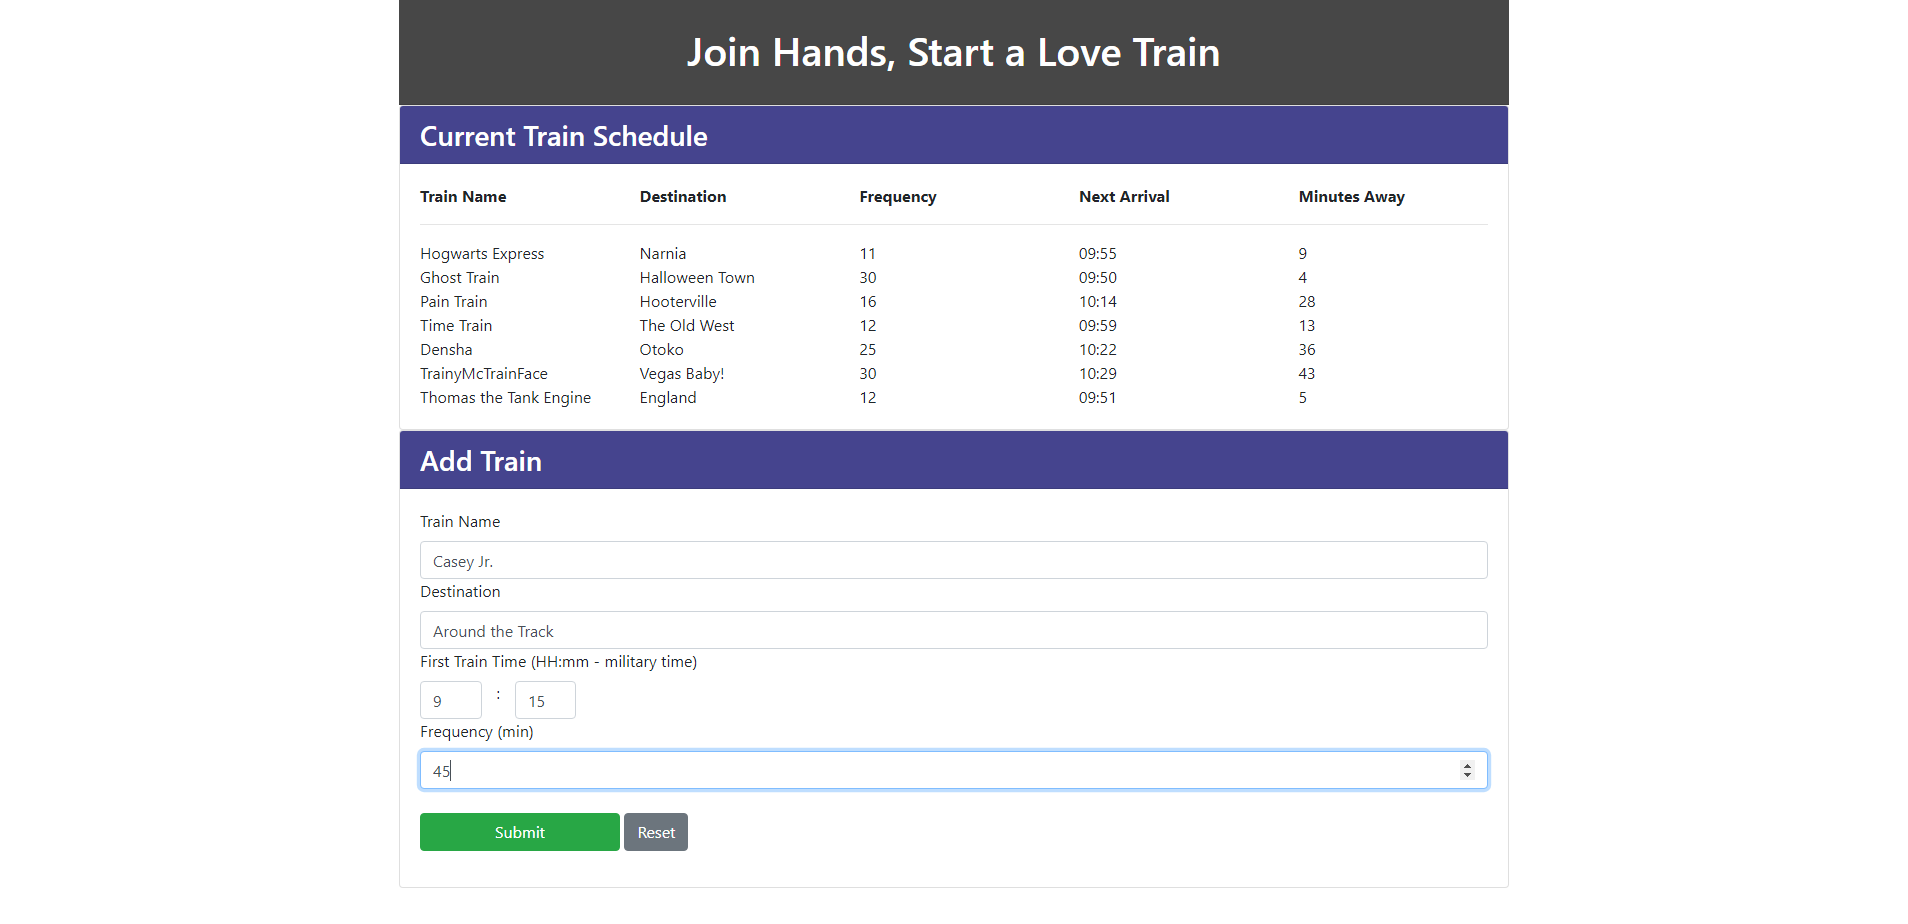 Join Hands, Start a Love Train
Current Train Schedule
Train Name Destination Frequency Next Arrival Minutes Away
Hogwarts Express Narnia 11 09:55 9
Ghost Train Halloween Town 30 09:50 4
Pain Train Hooterville 16 10:14 28
Time Train The Old West 12 09:59 13
Densha Otoko 25 10:22 36
TrainyMcTrainFace Vegas Baby! 30 10:29 43
Thomas the Tank Engine England 12 09:51 5
Add Train
Train Name
Casey Jr.
Destination
Around the Track
First Train Time (HH:mm - military time)
9 : 15
Frequency (min)
45
Submit Reset